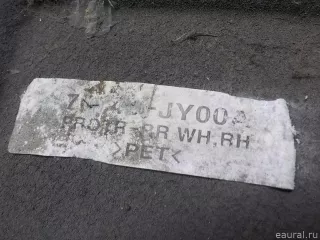 JY00A
PROTR-RR WH,RH
>PET<
eaural.ru